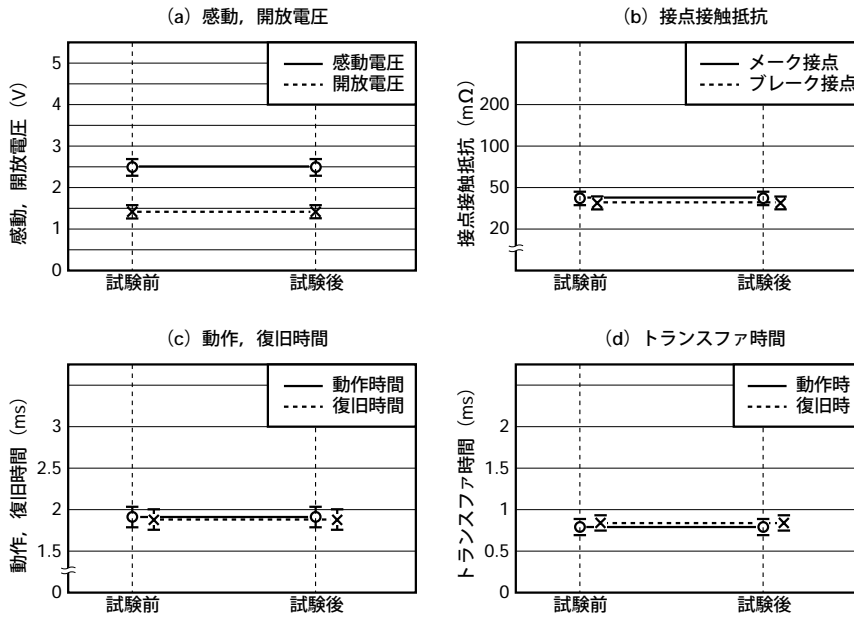 (a) 感動，開放電圧
感動，開放電圧（V）
5
4
3
2
1
0
感動電圧
開放電圧
試験前
試験後
(b) 接点接触抵抗
接点接触抵抗（mΩ）
200
100
50
20
0
メーク接点
ブレーク接点
試験前
試験後
(c) 動作，復旧時間
動作，復旧時間（ms）
3
2.5
2
1.5
0
動作時間
復旧時間
試験前
試験後
(d) トランスファ時間
トランスファ時間（ms）
2
1.5
1
0.5
0
動作時
復旧時
試験前
試験後